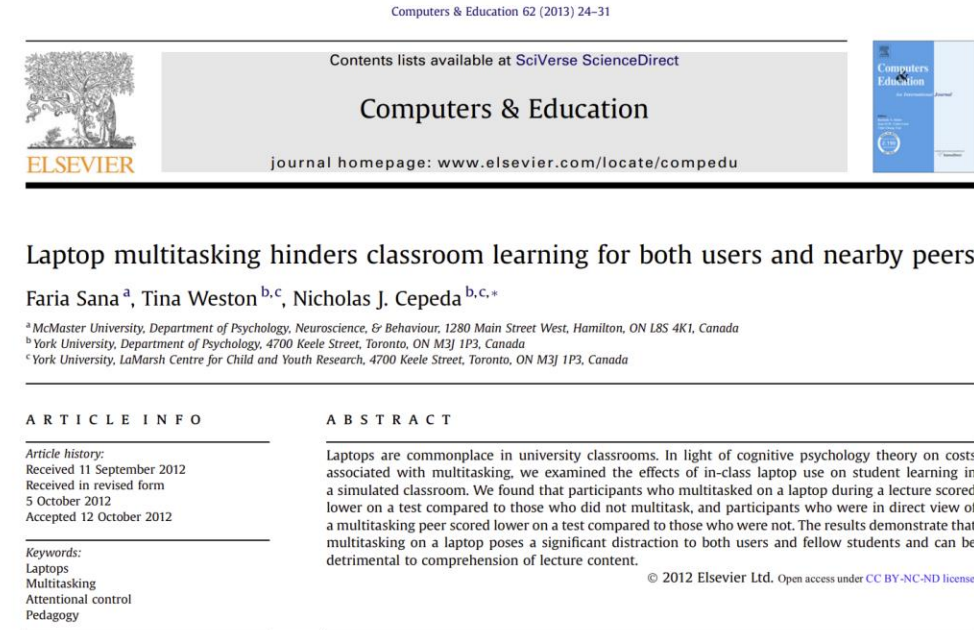 Computers & Education 62 (2013) 24–31
Contents lists available at SciVerse ScienceDirect
Computers & Education
journal homepage: www.elsevier.com/locate/compedu
ELSEVIER
Computers
&
Education
An International Journal
Laptop multitasking hinders classroom learning for both users and nearby peers
Faria Sana a, Tina Weston b,c, Nicholas J. Cepeda b,c,*
a McMaster University, Department of Psychology, Neuroscience, & Behaviour, 1280 Main Street West, Hamilton, ON L8S 4K1, Canada
b York University, Department of Psychology, 4700 Keele Street, Toronto, ON M3J 1P3, Canada
c York University, LaMarsh Centre for Child and Youth Research, 4700 Keele Street, Toronto, ON M3J 1P3, Canada
ARTICLE INFO
Article history:
Received 11 September 2012
Received in revised form
5 October 2012
Accepted 12 October 2012
Keywords:
Laptops
Multitasking
Attentional control
Pedagogy
ABSTRACT
Laptops are commonplace in university classrooms. In light of cognitive psychology theory on costs
associated with multitasking, we examined the effects of in-class laptop use on student learning in
a simulated classroom. We found that participants who multitasked on a laptop during a lecture scored
lower on a test compared to those who did not multitask, and participants who were in direct view of
a multitasking peer scored lower on a test compared to those who were not. The results demonstrate that
multitasking on a laptop poses a significant distraction to both users and fellow students and can be
detrimental to comprehension of lecture content.
© 2012 Elsevier Ltd. Open access under CC BY-NC-ND license